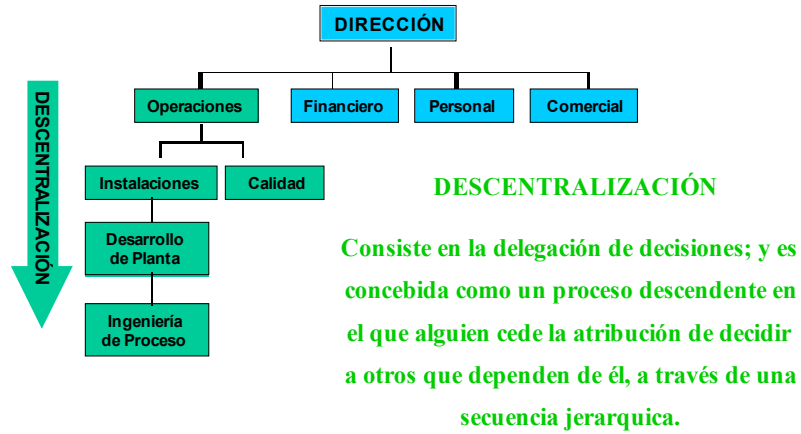 DIRECCIÓN
Operaciones
Financiero
Personal
Comercial
DESCENTRALIZACIÓN
Instalaciones
Calidad
Desarrollo
de Planta
Ingeniería
de Proceso
DESCENTRALIZACIÓN
Consiste en la delegación de decisiones; y es
concebida como un proceso descendente en
el que alguien cede la atribución de decidir
a otros que dependen de él, a través de una
secuencia jerarquica.